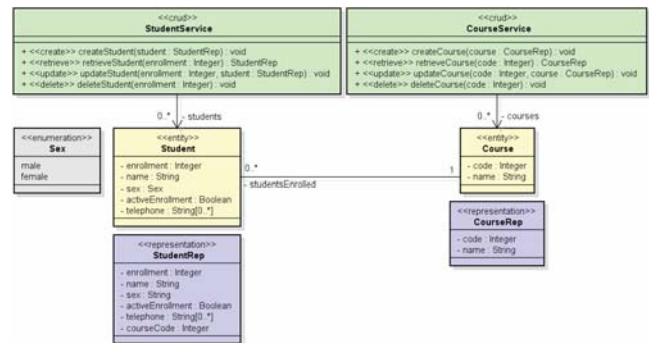 <<crud>>
StudentService
+ <<create>> createStudent(student : StudentRep) : void
+ <<retrieve>> retrieveStudent(enrollment : Integer) : StudentRep
+ <<update>> updateStudent(enrollment : Integer, student : StudentRep) : void
+ <<delete>> deleteStudent(enrollment : Integer) : void
<<crud>>
CourseService
+ <<create>> createCourse(course : CourseRep) : void
+ <<retrieve>> retrieveCourse(code : Integer) : CourseRep
+ <<update>> updateCourse(code : Integer, course : CourseRep) : void
+ <<delete>> deleteCourse(code : Integer) : void
0..* - students
0..* - courses
<<enumeration>>
Sex
male
female
<<entity>>
Student
- enrollment : Integer
- name : String
- sex : Sex
- activeEnrollment : Boolean
- telephone : String[0..*]
0..*
- studentsEnrolled
1
<<entity>>
Course
- code : Integer
- name : String
<<representation>>
StudentRep
- enrollment : Integer
- name : String
- sex : String
- activeEnrollment : Boolean
- telephone : String[0..*]
- courseCode : Integer
<<representation>>
CourseRep
- code : Integer
- name : String